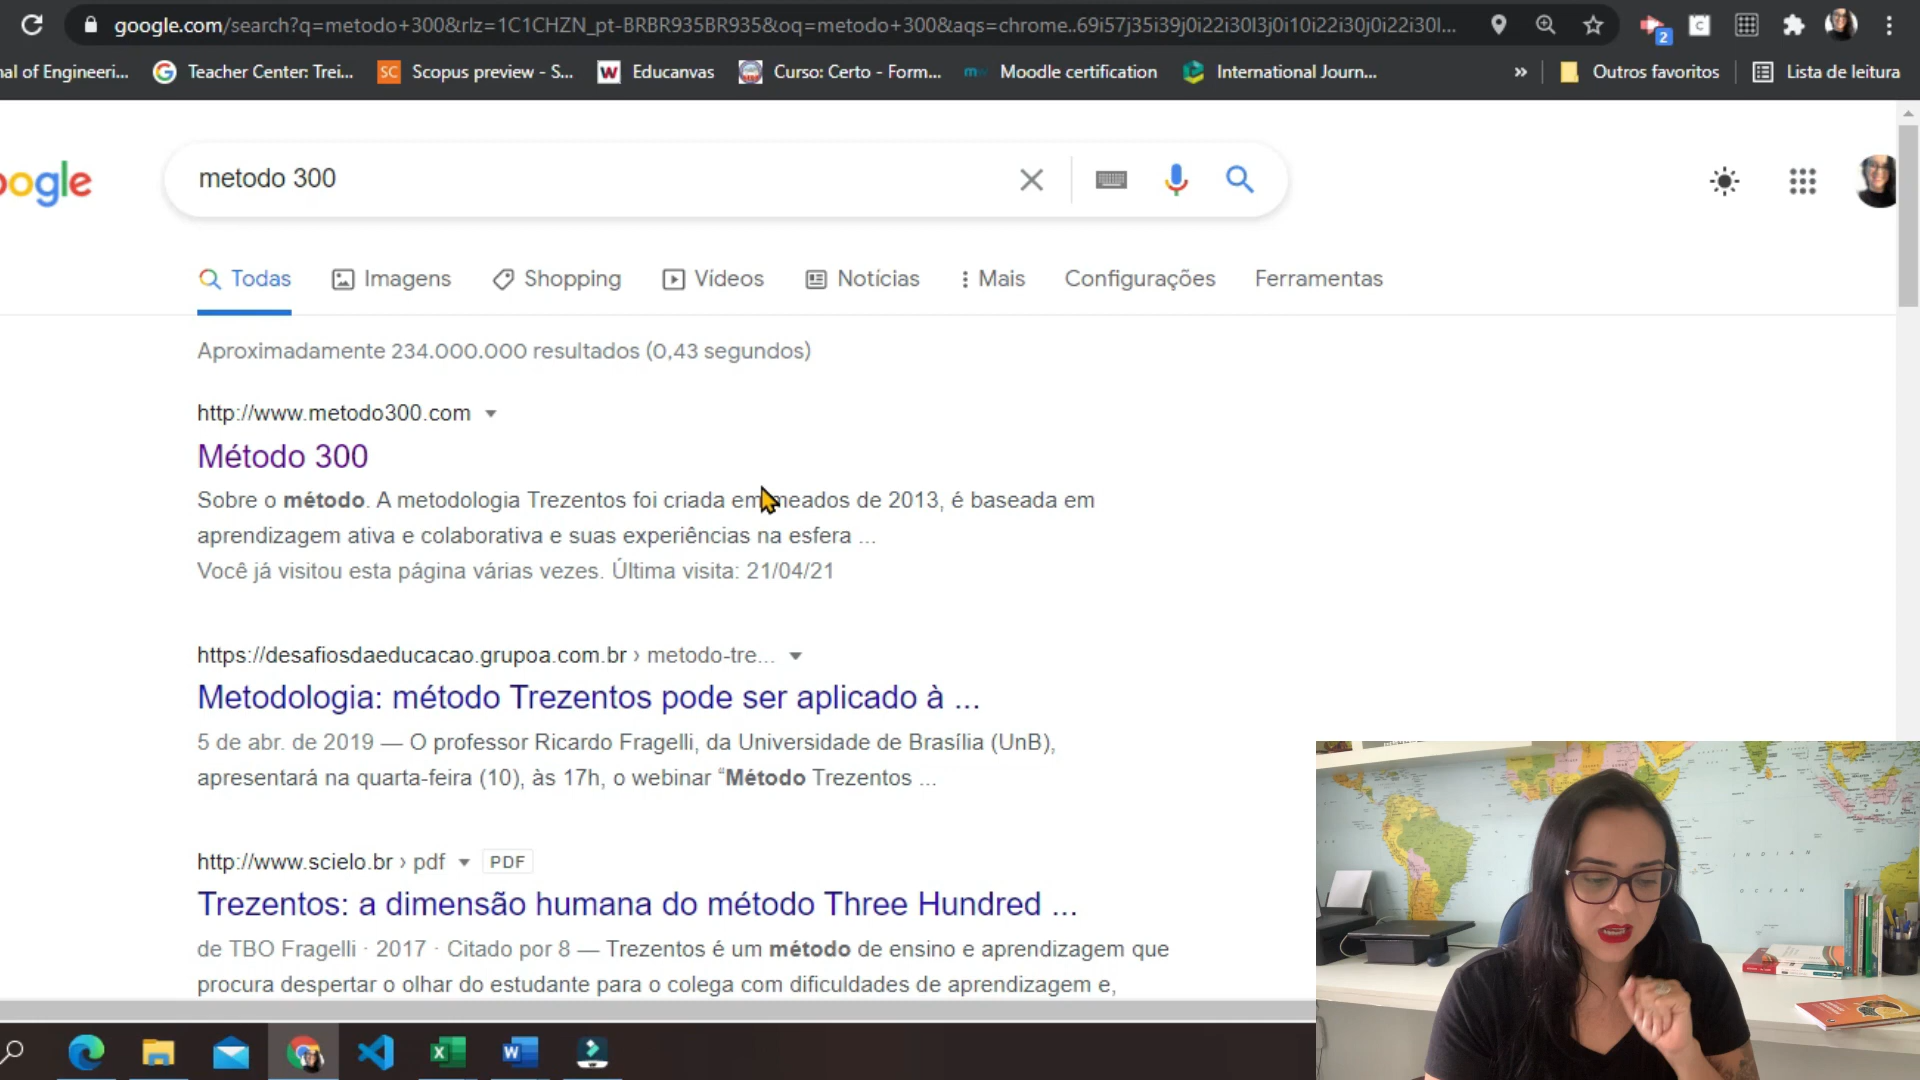 google.com/search?q=metodo+300&rlz=1C1CHZN_pt-BRBR935BR935&oq=metodo+300&aqs=chrome..69i57j35i39j0i22i30l3j0i10i22i30j0i22i30l...
2
nal of Engineeri... Teacher Center: Trei... SC Scopus preview - S... W Educanvas Curso: Certo - Form... m Moodle certification International Journ... » Outros favoritos Lista de leitura
oogle metodo 300
Todas Imagens Shopping Vídeos Notícias Mais Configurações Ferramentas
Aproximadamente 234.000.000 resultados (0,43 segundos)
http://www.metodo300.com
Método 300
Sobre o método. A metodologia Trezentos foi criada em meados de 2013, é baseada em
aprendizagem ativa e colaborativa e suas experiências na esfera ...
Você já visitou esta página várias vezes. Última visita: 21/04/21
https://desafiosdaeducacao.grupoa.com.br › metodo-tre...
Metodologia: método Trezentos pode ser aplicado à ...
5 de abr. de 2019 — O professor Ricardo Fragelli, da Universidade de Brasília (UnB),
apresentará na quarta-feira (10), às 17h, o webinar “Método Trezentos ...
http://www.scielo.br › pdf PDF
Trezentos: a dimensão humana do método Three Hundred ...
de TBO Fragelli · 2017 · Citado por 8 — Trezentos é um método de ensino e aprendizagem que
procura despertar o olhar do estudante para o colega com dificuldades de aprendizagem e,
INDIAN
OCEAN